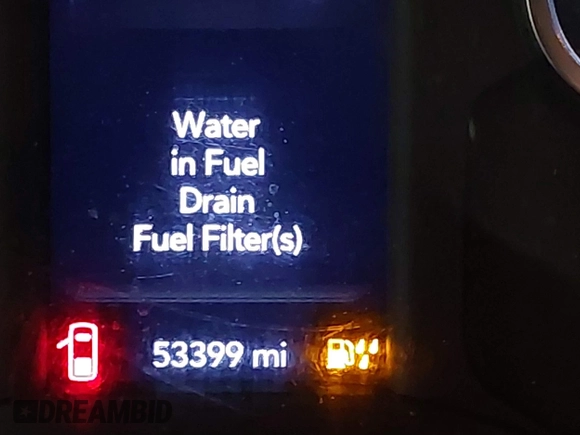 Water
in Fuel
Drain
Fuel Filter(s)
53399 mi
DREAMBID